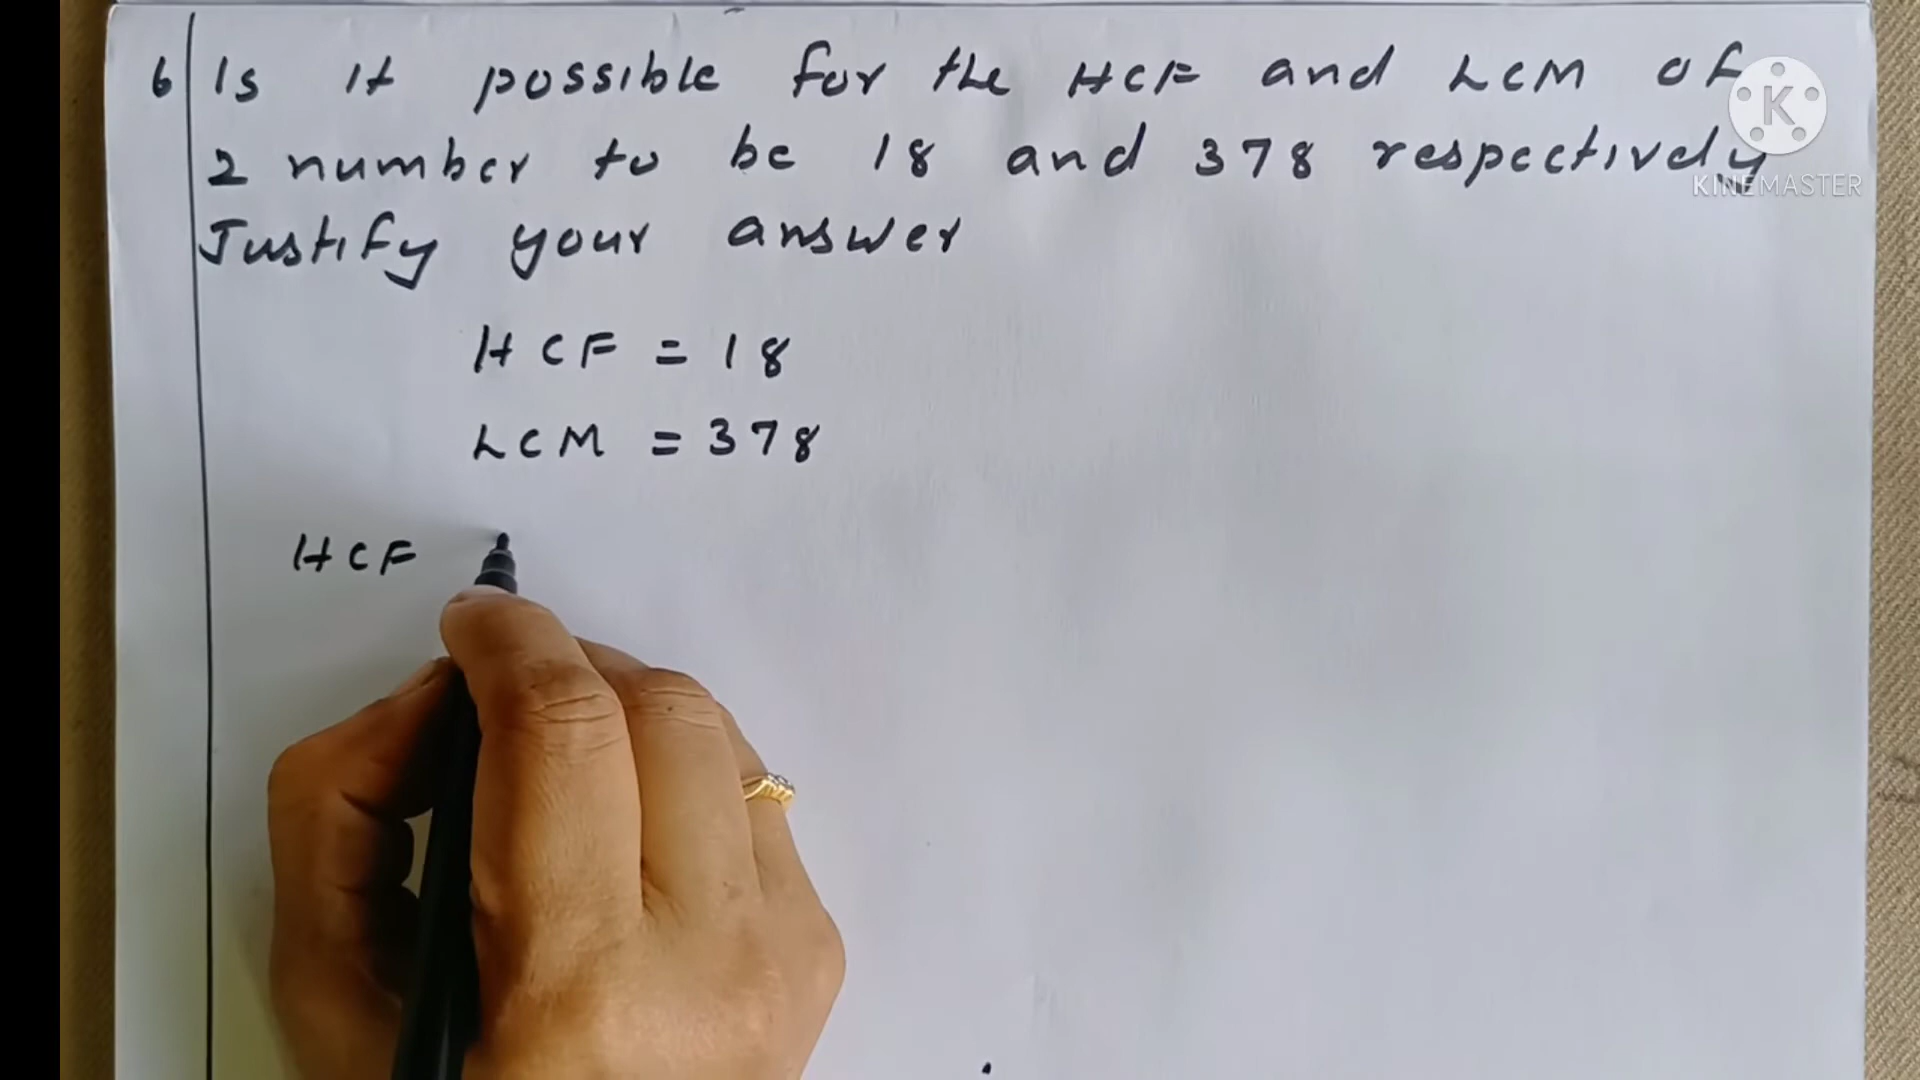 6 Is it possible for the HCF and LCM of
2 number to be 18 and 378 respectively
Justify your answer
HCF = 18
LCM = 378
HCF
K
KINEMASTER